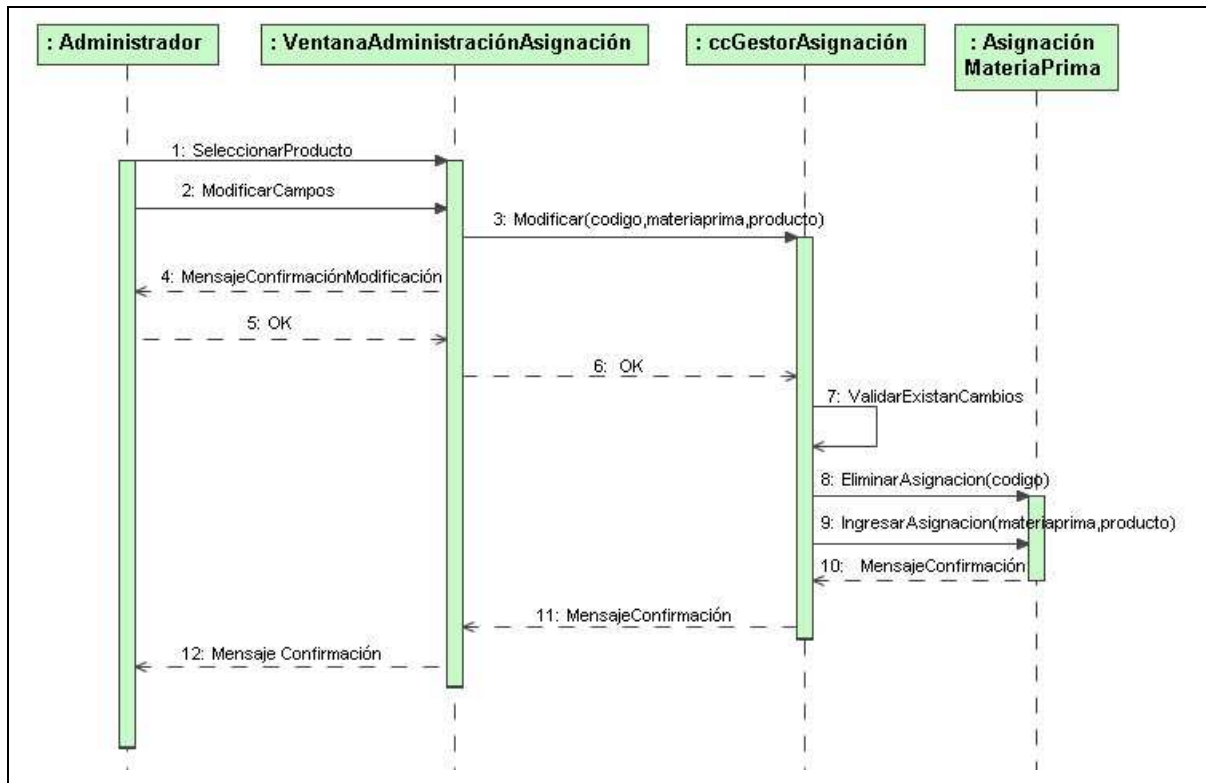 : Administrador
: VentanaAdministraciónAsignación
: ccGestorAsignación
: Asignación
MateriaPrima
1: SeleccionarProducto
2: ModificarCampos
3: Modificar(codigo,materiaprima,producto)
4: MensajeConfirmaciónModificación
5: OK
6: OK
7: ValidarExistanCambios
8: EliminarAsignacion(codigo)
9: IngresarAsignacion(materiaprima,producto)
10: MensajeConfirmación
11: MensajeConfirmación
12: Mensaje Confirmación